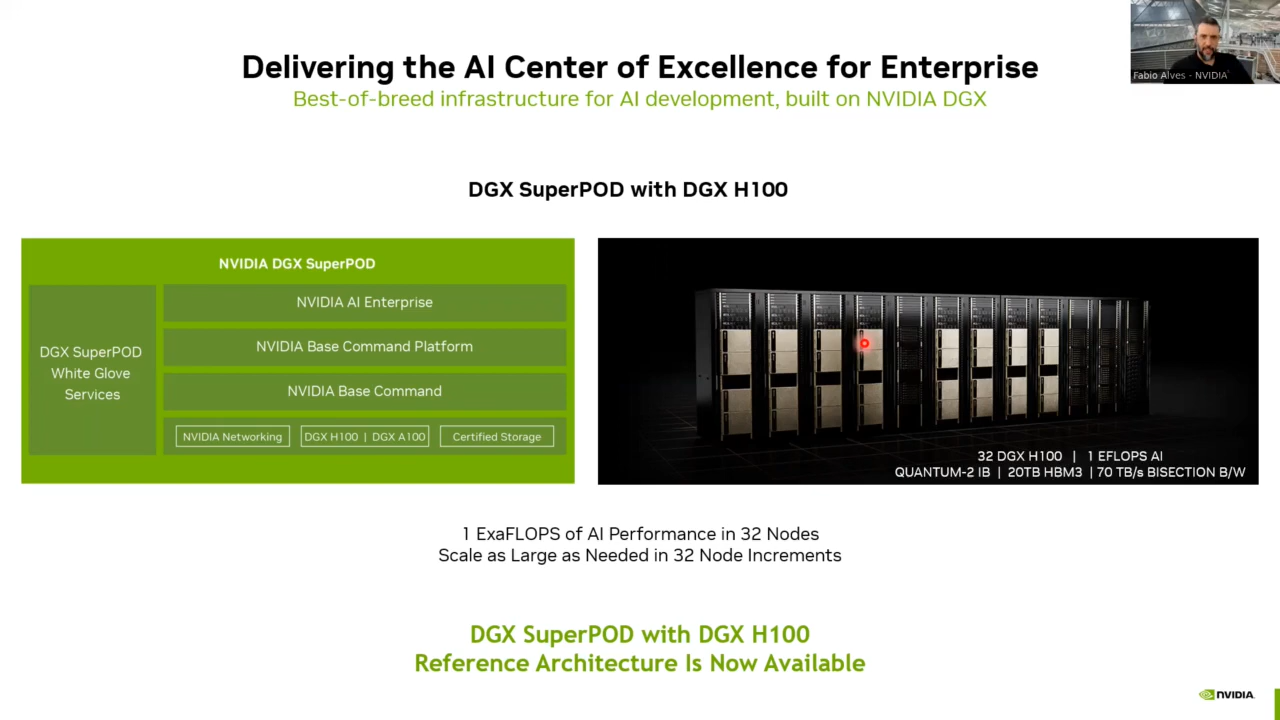 Delivering the AI Center of Excellence for Enterprise
Best-of-breed infrastructure for AI development, built on NVIDIA DGX
Fabio Alves - NVIDIA
DGX SuperPOD with DGX H100
NVIDIA DGX SuperPOD
DGX SuperPOD
White Glove
Services
NVIDIA AI Enterprise
NVIDIA Base Command Platform
NVIDIA Base Command
NVIDIA Networking
DGX H100 | DGX A100
Certified Storage
32 DGX H100 | 1 EFLOPS AI
QUANTUM-2 IB | 20TB HBM3 | 70 TB/s BISECTION B/W
1 ExaFLOPS of AI Performance in 32 Nodes
Scale as Large as Needed in 32 Node Increments
DGX SuperPOD with DGX H100
Reference Architecture Is Now Available
NVIDIA.